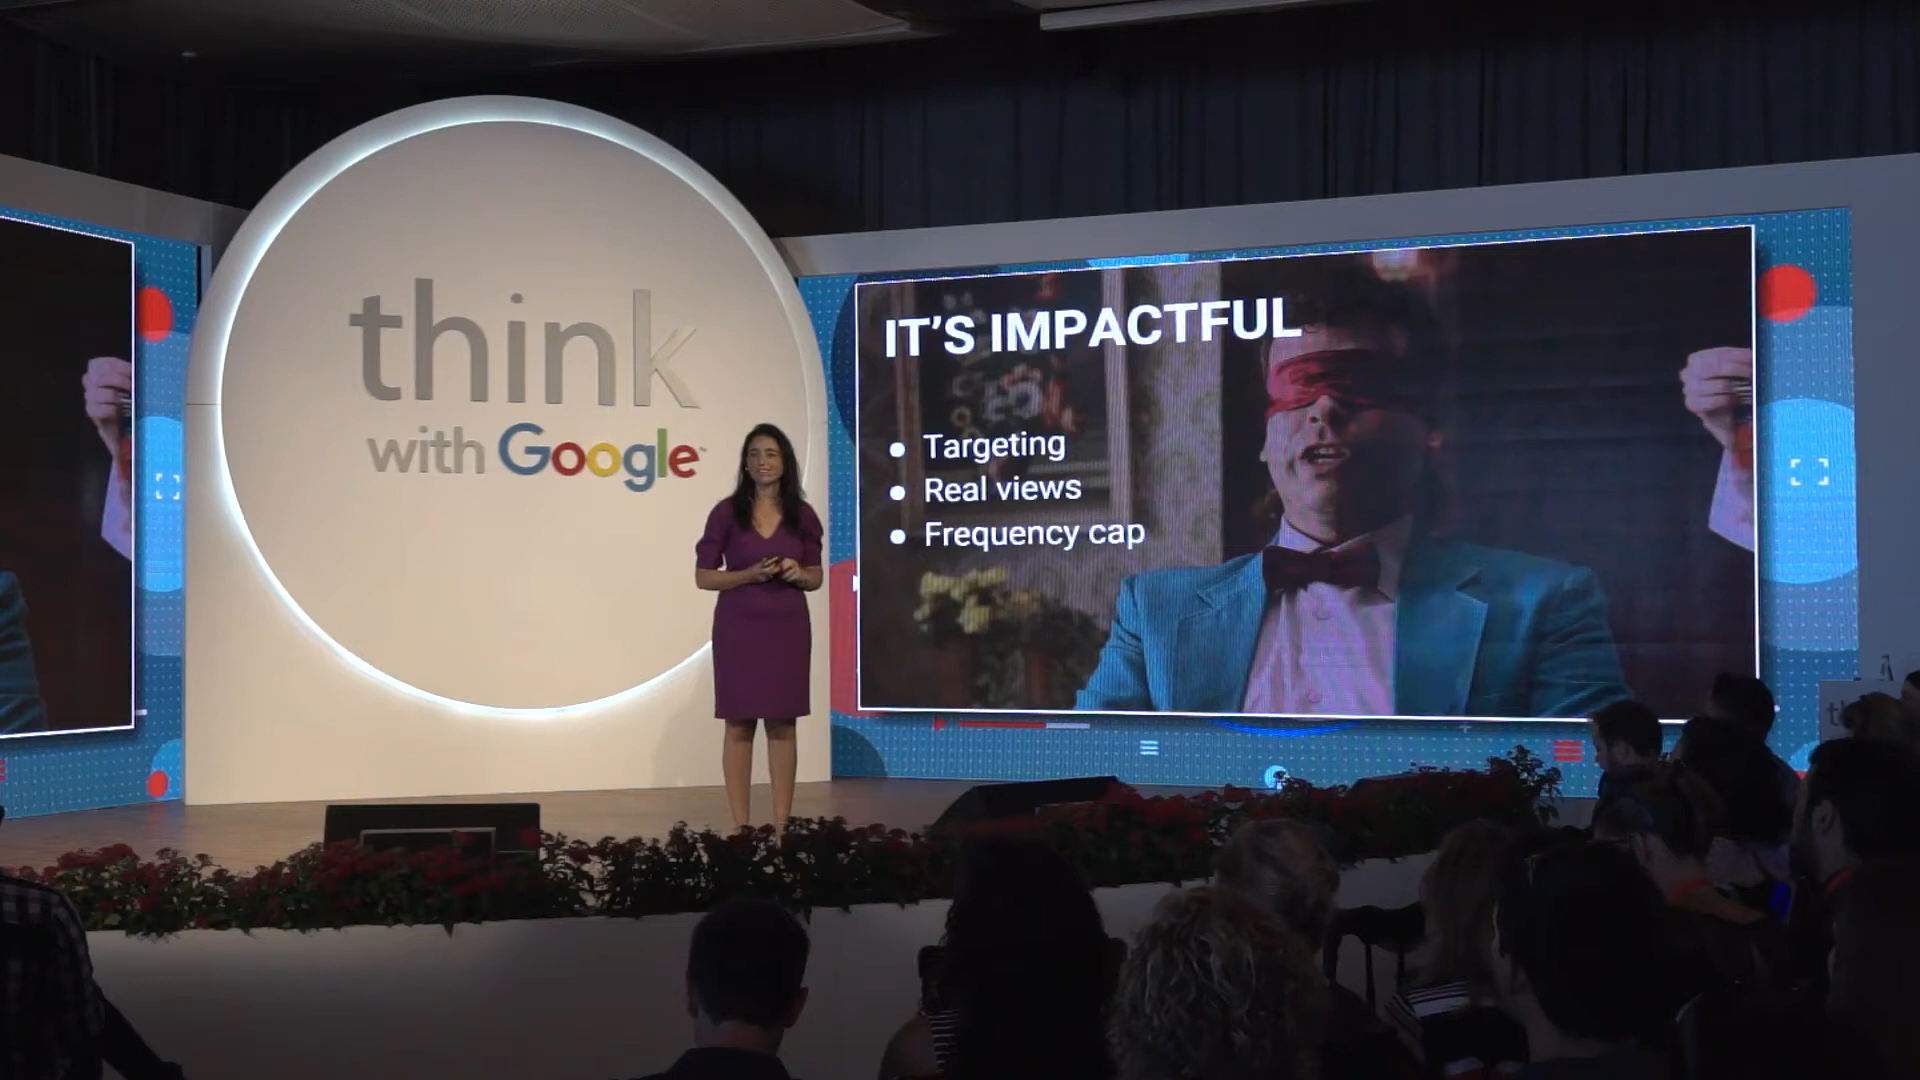 think
with Google
IT'S IMPACTFUL
● Targeting
● Real views
● Frequency cap